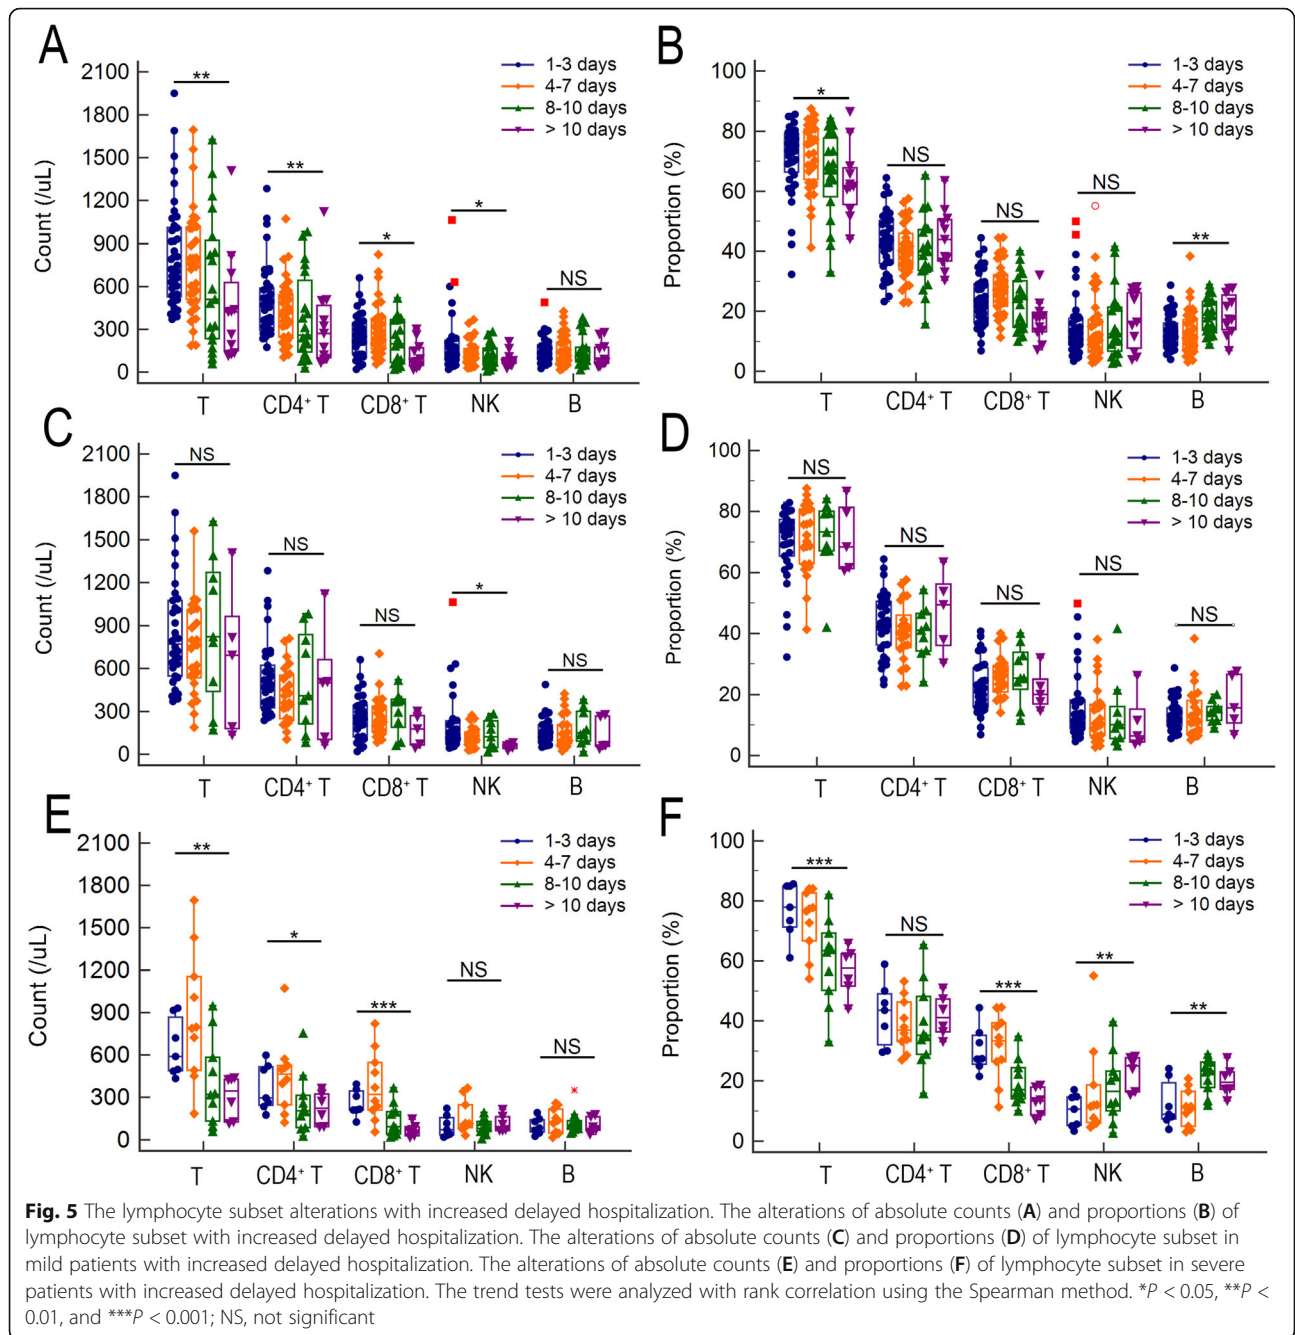 A
Count (/uL)
2100
1800
1500
1200
900
600
300
0
** ** * * NS
1-3 days
4-7 days
8-10 days
> 10 days
T CD4⁺ T CD8⁺ T NK B
B
Proportion (%)
100
80
60
40
20
0
* NS NS NS **
1-3 days
4-7 days
8-10 days
> 10 days
T CD4⁺ T CD8⁺ T NK B
C
Count (/uL)
2100
1800
1500
1200
900
600
300
0
NS NS NS * NS
1-3 days
4-7 days
8-10 days
> 10 days
T CD4⁺ T CD8⁺ T NK B
D
Proportion (%)
100
80
60
40
20
0
NS NS NS NS NS
1-3 days
4-7 days
8-10 days
> 10 days
T CD4⁺ T CD8⁺ T NK B
E
Count (/uL)
2100
1800
1500
1200
900
600
300
0
** * *** NS NS
1-3 days
4-7 days
8-10 days
> 10 days
T CD4⁺ T CD8⁺ T NK B
F
Proportion (%)
100
80
60
40
20
0
*** NS *** ** **
1-3 days
4-7 days
8-10 days
> 10 days
T CD4⁺ T CD8⁺ T NK B
Fig. 5 The lymphocyte subset alterations with increased delayed hospitalization. The alterations of absolute counts (A) and proportions (B) of
lymphocyte subset with increased delayed hospitalization. The alterations of absolute counts (C) and proportions (D) of lymphocyte subset in
mild patients with increased delayed hospitalization. The alterations of absolute counts (E) and proportions (F) of lymphocyte subset in severe
patients with increased delayed hospitalization. The trend tests were analyzed with rank correlation using the Spearman method. *P < 0.05, **P <
0.01, and ***P < 0.001; NS, not significant